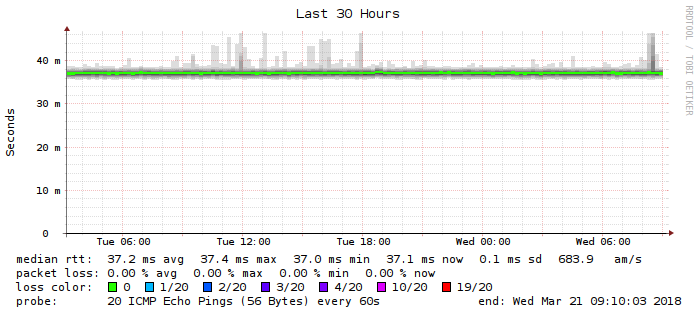 Last 30 Hours
RRDTOOL / TOBI OETIKER
Seconds
40 m
30 m
20 m
10 m
0
Tue 06:00 Tue 12:00 Tue 18:00 Wed 00:00 Wed 06:00
median rtt: 37.2 ms avg 37.4 ms max 37.0 ms min 37.1 ms now 0.1 ms sd 683.9 am/s
packet loss: 0.00 % avg 0.00 % max 0.00 % min 0.00 % now
loss color: 0 1/20 2/20 3/20 4/20 10/20 19/20
probe: 20 ICMP Echo Pings (56 Bytes) every 60s end: Wed Mar 21 09:10:03 2018